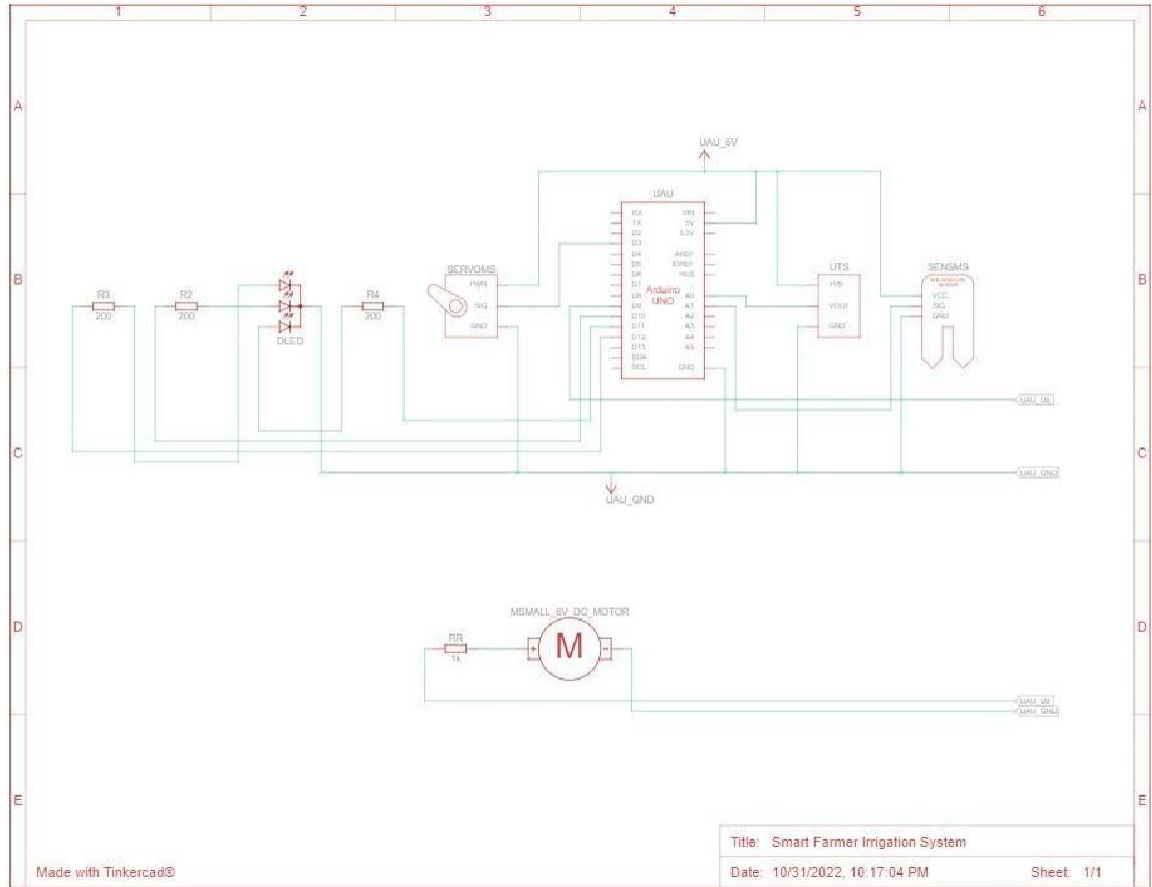 1 2 3 4 5 6
A A
UAU_5V
UAU
RX VIN
TX 5V
D2 3.3V
D3
D4 AREF
D5 IOREF
D6 RES
D7
D8 A0
D9 A1
D10 A2
D11 A3
D12 A4
D13 A5
SDA
SCL GND
Arduino
UNO
B B
SERVOMS
PWR
SIG
GND
UTS
+VS
VOUT
GND
SENSMS
VCC
SIG
GND
R3
200
R2
200
DLED
R4
200
UAU_D9
C C
UAU_GND
UAU_GND
MSMALL_6V_DC_MOTOR
D D
RR
1k
+ M -
UAU_D9
UAU_GND
E E
Title: Smart Farmer Irrigation System
Made with Tinkercad®
Date: 10/31/2022, 10:17:04 PM Sheet: 1/1